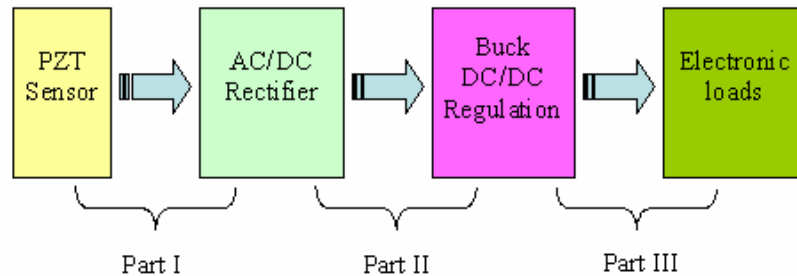 PZT
Sensor
AC/DC
Rectifier
Buck
DC/DC
Regulation
Electronic
loads
Part I
Part II
Part III